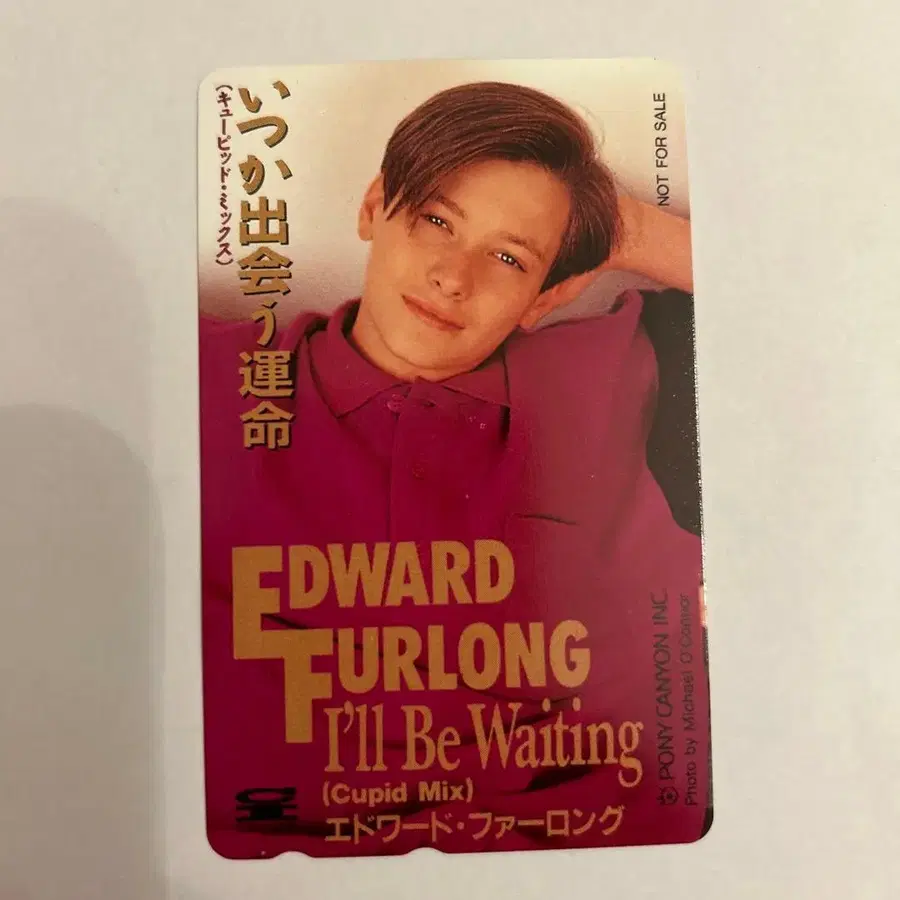 いつか出会う運命
(キューピッド・ミックス)
NOT FOR SALE
EDWARD
FURLONG
I'll Be Waiting
(Cupid Mix)
エドワード・ファーロング
PONY CANYON INC.
Photo by Michael O'Connor